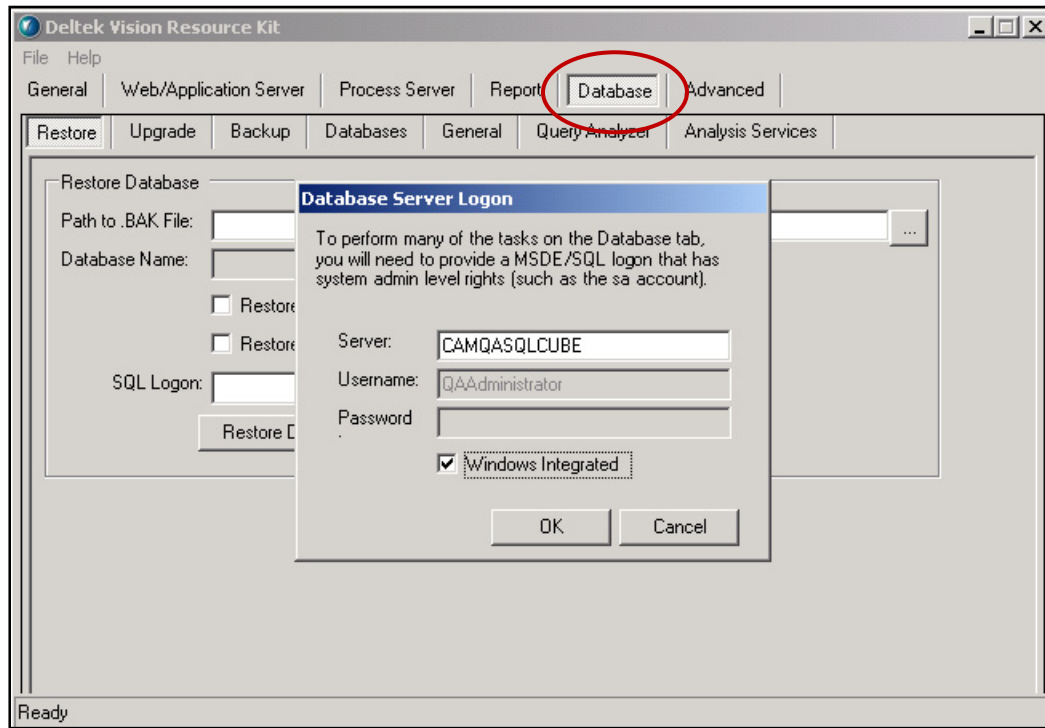 Deltek Vision Resource Kit
File Help
General Web/Application Server Process Server Report Database Advanced
Restore Upgrade Backup Databases General Query Analyzer Analysis Services
Restore Database
Path to .BAK File:
...
Database Name:
Restore
Restore
SQL Logon:
Restore D
Database Server Logon
To perform many of the tasks on the Database tab,
you will need to provide a MSDE/SQL logon that has
system admin level rights (such as the sa account).
Server: CAMQASQLCUBE
Username: QAAdministrator
Password
Windows Integrated
OK Cancel
Ready